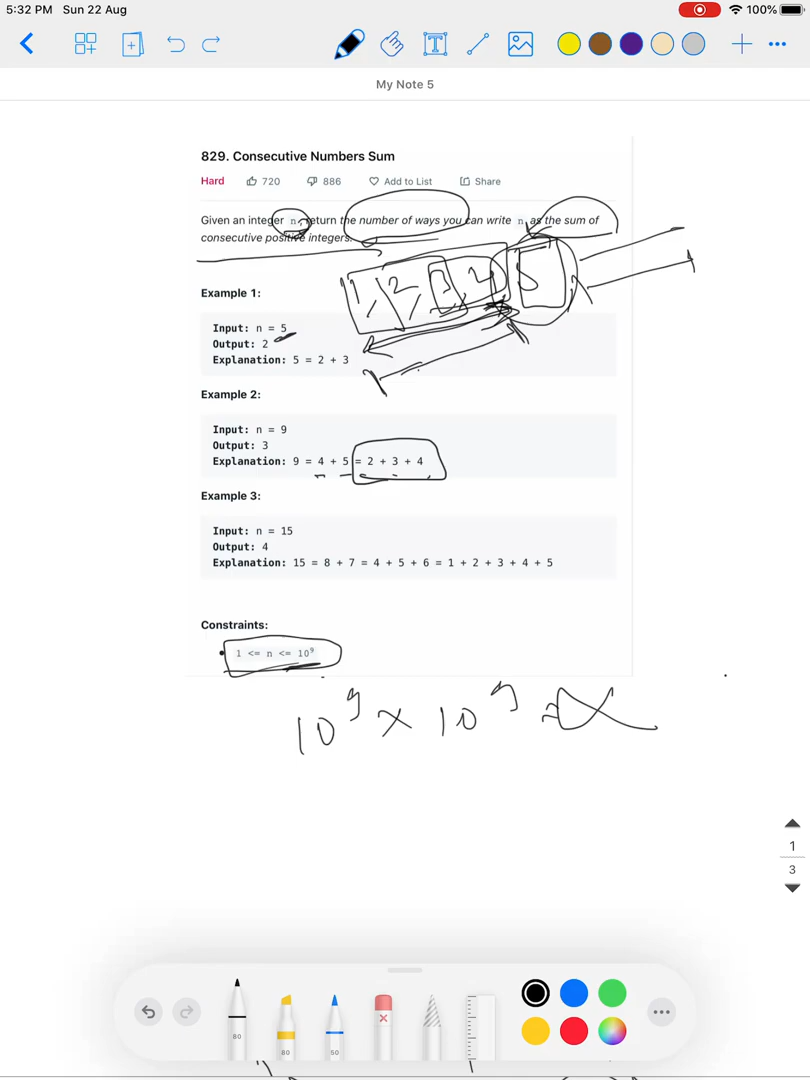 5:32 PM Sun 22 Aug
100%
My Note 5
829. Consecutive Numbers Sum
Hard 720 886 Add to List Share
Given an integer n, return the number of ways you can write n as the sum of
consecutive positive integers.
1, 2, 3, 4 5
Example 1:
Input: n = 5
Output: 2
Explanation: 5 = 2 + 3
Example 2:
Input: n = 9
Output: 3
Explanation: 9 = 4 + 5 = 2 + 3 + 4
Example 3:
Input: n = 15
Output: 4
Explanation: 15 = 8 + 7 = 4 + 5 + 6 = 1 + 2 + 3 + 4 + 5
Constraints:
1 <= n <= 10⁹
10⁹ x 10⁹
1
3
80
80
50